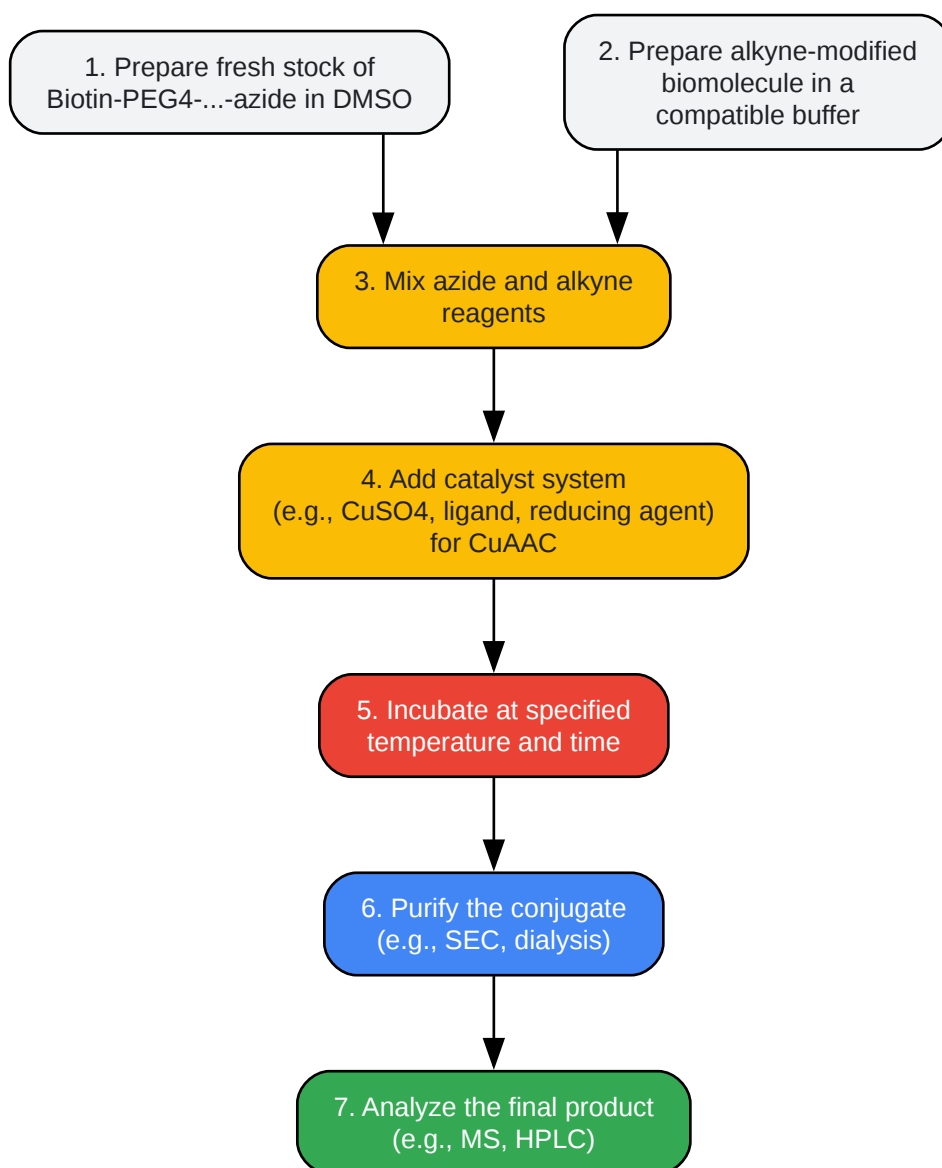 1. Prepare fresh stock of
Biotin-PEG4-...-azide in DMSO
2. Prepare alkyne-modified
biomolecule in a
compatible buffer
3. Mix azide and alkyne
reagents
4. Add catalyst system
(e.g., CuSO4, ligand, reducing agent)
for CuAAC
5. Incubate at specified
temperature and time
6. Purify the conjugate
(e.g., SEC, dialysis)
7. Analyze the final product
(e.g., MS, HPLC)